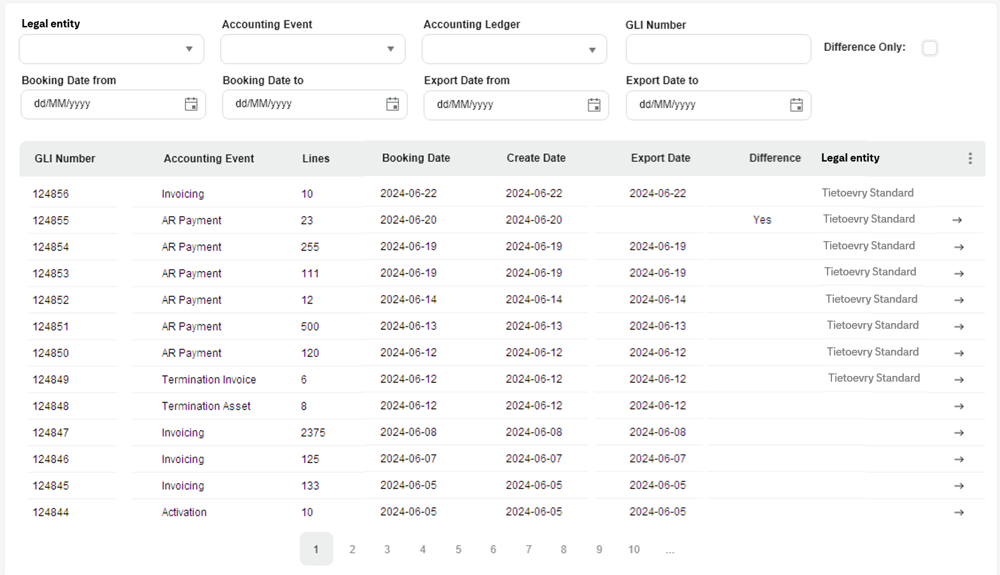 Legal entity Accounting Event Accounting Ledger GLI Number
Difference Only:
Booking Date from Booking Date to Export Date from Export Date to
dd/MM/yyyy dd/MM/yyyy dd/MM/yyyy dd/MM/yyyy
GLI Number Accounting Event Lines Booking Date Create Date Export Date Difference Legal entity
124856 Invoicing 10 2024-06-22 2024-06-22 2024-06-22 Tietoevry Standard
124855 AR Payment 23 2024-06-20 2024-06-20 Yes Tietoevry Standard
124854 AR Payment 255 2024-06-19 2024-06-19 2024-06-19 Tietoevry Standard
124853 AR Payment 111 2024-06-19 2024-06-19 2024-06-19 Tietoevry Standard
124852 AR Payment 12 2024-06-14 2024-06-14 2024-06-14 Tietoevry Standard
124851 AR Payment 500 2024-06-13 2024-06-13 2024-06-13 Tietoevry Standard
124850 AR Payment 120 2024-06-12 2024-06-12 2024-06-12 Tietoevry Standard
124849 Termination Invoice 6 2024-06-12 2024-06-12 2024-06-12 Tietoevry Standard
124848 Termination Asset 8 2024-06-12 2024-06-12 2024-06-12
124847 Invoicing 2375 2024-06-08 2024-06-08 2024-06-08
124846 Invoicing 125 2024-06-07 2024-06-07 2024-06-07
124845 Invoicing 133 2024-06-05 2024-06-05 2024-06-05
124844 Activation 10 2024-06-05 2024-06-05 2024-06-05
1 2 3 4 5 6 7 8 9 10 ...